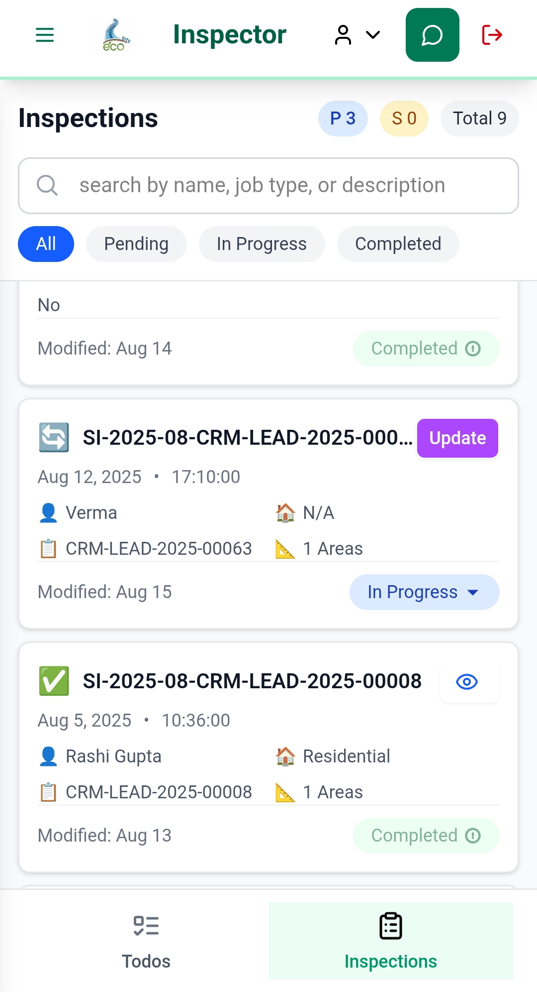 EITS
eco
Inspector
Inspections
P 3
S 0
Total 9
search by name, job type, or description
All
Pending
In Progress
Completed
No
Modified: Aug 14
Completed
SI-2025-08-CRM-LEAD-2025-000...
Update
Aug 12, 2025 • 17:10:00
Verma
N/A
CRM-LEAD-2025-00063
1 Areas
Modified: Aug 15
In Progress
SI-2025-08-CRM-LEAD-2025-00008
Aug 5, 2025 • 10:36:00
Rashi Gupta
Residential
CRM-LEAD-2025-00008
1 Areas
Modified: Aug 13
Completed
Todos
Inspections